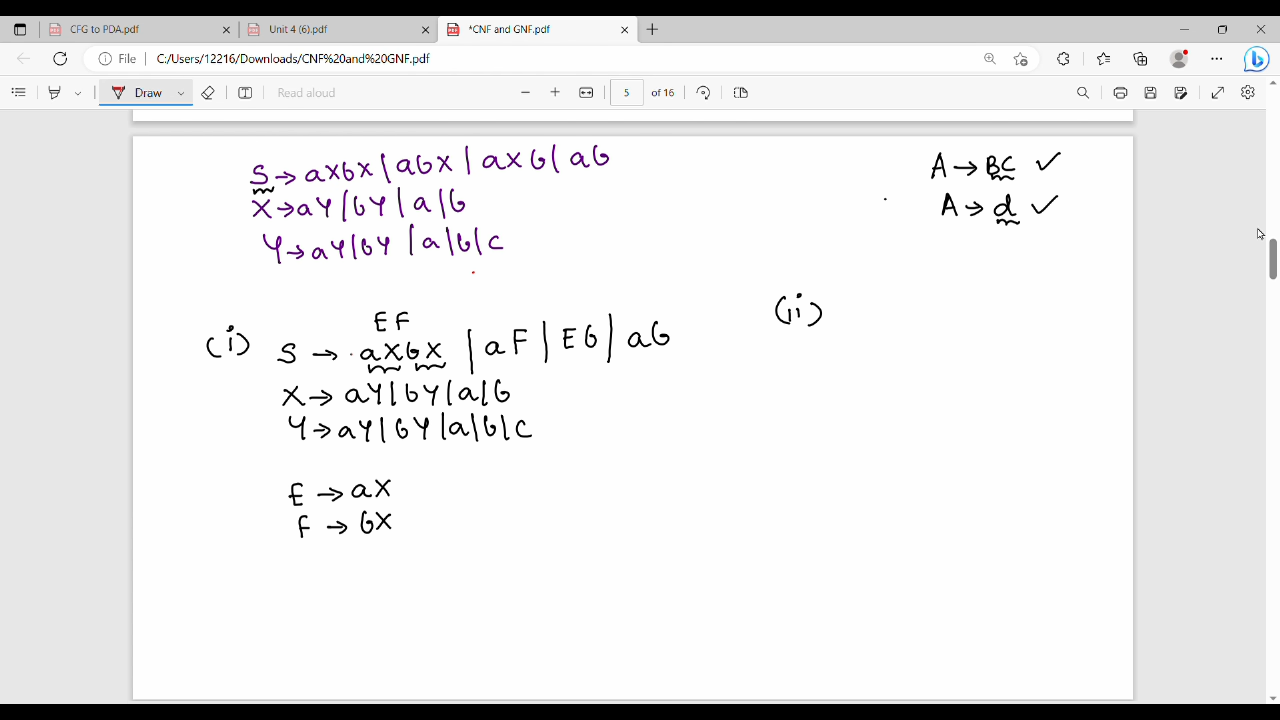 CFG to PDA.pdf
Unit 4 (6).pdf
*CNF and GNF.pdf
File
C:/Users/12216/Downloads/CNF%20and%20GNF.pdf
Draw
Read aloud
5 of 16
S → aXbX | abX | aXb | ab
X → aY | bY | a | b
Y → aY | bY | a | b | c
A → BC ✓
A → d ✓
(i)
EF
S → aXbX | aF | Eb | ab
X → aY | bY | a | b
Y → aY | bY | a | b | c
E → aX
F → bX
(ii)